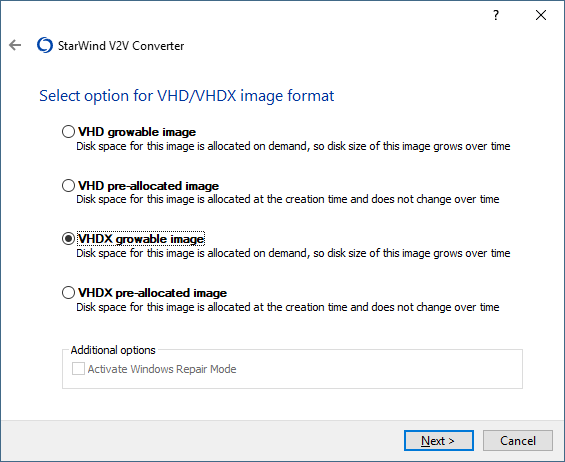 ?
StarWind V2V Converter
Select option for VHD/VHDX image format
VHD growable image
Disk space for this image is allocated on demand, so disk size of this image grows over time
VHD pre-allocated image
Disk space for this image is allocated at the creation time and does not change over time
VHDX growable image
Disk space for this image is allocated on demand, so disk size of this image grows over time
VHDX pre-allocated image
Disk space for this image is allocated at the creation time and does not change over time
Additional options
Activate Windows Repair Mode
Next > Cancel